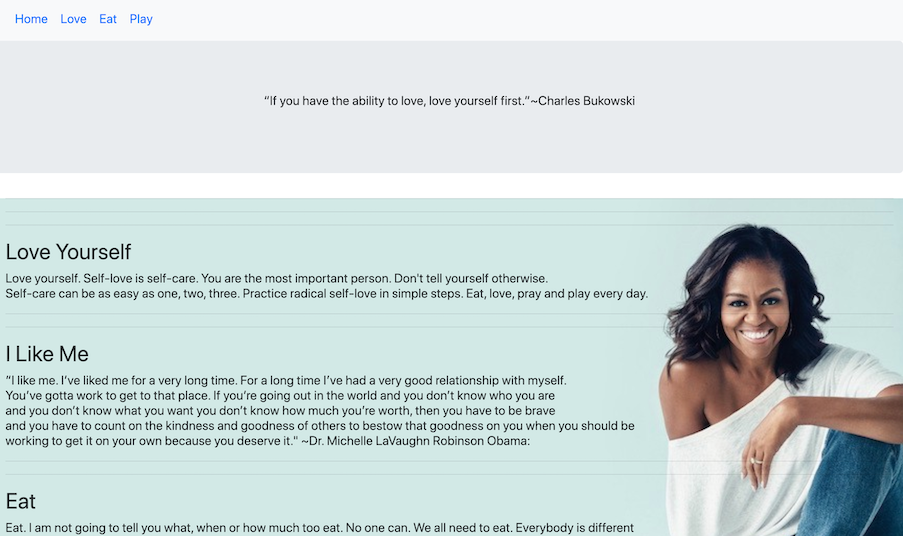 Home Love Eat Play
“If you have the ability to love, love yourself first.”~Charles Bukowski
Love Yourself
Love yourself. Self-love is self-care. You are the most important person. Don't tell yourself otherwise.
Self-care can be as easy as one, two, three. Practice radical self-love in simple steps. Eat, love, pray and play every day.
I Like Me
“I like me. I’ve liked me for a very long time. For a long time I’ve had a very good relationship with myself.
You’ve gotta work to get to that place. If you’re going out in the world and you don’t know who you are
and you don’t know what you want you don’t know how much you’re worth, then you have to be brave
and you have to count on the kindness and goodness of others to bestow that goodness on you when you should be
working to get it on your own because you deserve it." ~Dr. Michelle LaVaughn Robinson Obama:
Eat
Eat. I am not going to tell you what, when or how much too eat. No one can. We all need to eat. Everybody is different